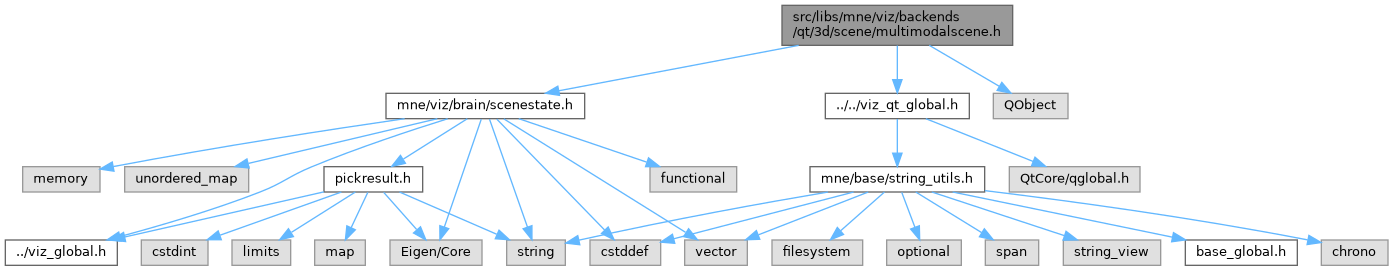 src/libs/mne/viz/backends
/qt/3d/scene/multimodalscene.h
mne/viz/brain/scenestate.h
../../viz_qt_global.h
QObject
memory
unordered_map
pickresult.h
functional
mne/base/string_utils.h
QtCore/qglobal.h
../viz_global.h
cstdint
limits
map
Eigen/Core
string
cstddef
vector
filesystem
optional
span
string_view
base_global.h
chrono